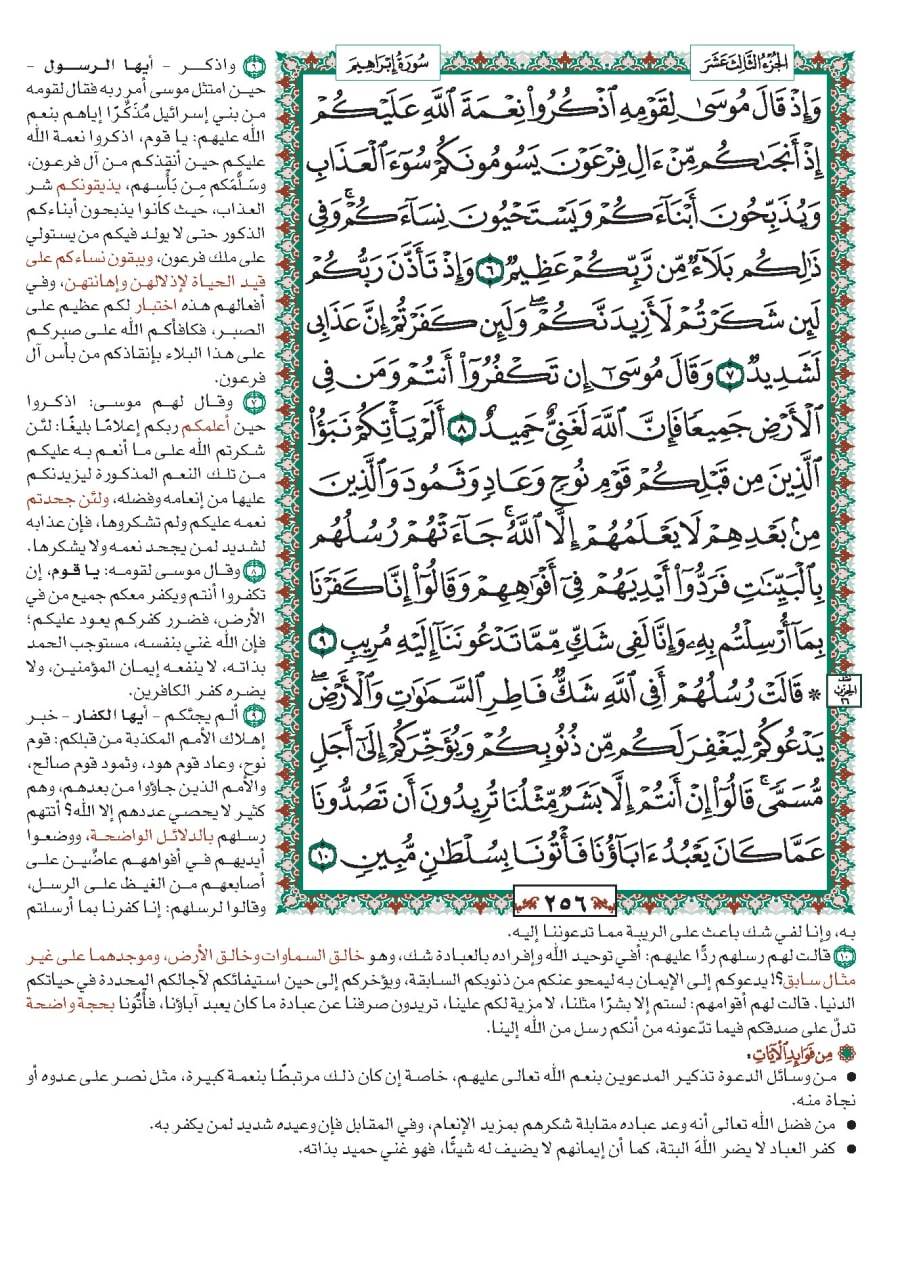 الجزء الثالث عشر
سورة إبراهيم
وَإِذْ قَالَ مُوسَىٰ لِقَوْمِهِ ٱذْكُرُوا۟ نِعْمَةَ ٱللَّهِ عَلَيْكُمْ
إِذْ أَنجَىٰكُم مِّنْ ءَالِ فِرْعَوْنَ يَسُومُونَكُمْ سُوٓءَ ٱلْعَذَابِ
وَيُذَبِّحُونَ أَبْنَآءَكُمْ وَيَسْتَحْيُونَ نِسَآءَكُمْ ۚ وَفِى
ذَٰلِكُم بَلَآءٌ مِّن رَّبِّكُمْ عَظِيمٌ ٦ وَإِذْ تَأَذَّنَ رَبُّكُمْ
لَئِن شَكَرْتُمْ لَأَزِيدَنَّكُمْ ۖ وَلَئِن كَفَرْتُمْ إِنَّ عَذَابِى
لَشَدِيدٌ ٧ وَقَالَ مُوسَىٰٓ إِن تَكْفُرُوٓا۟ أَنتُمْ وَمَن فِى
ٱلْأَرْضِ جَمِيعًا فَإِنَّ ٱللَّهَ لَغَنِىٌّ حَمِيدٌ ٨ أَلَمْ يَأْتِكُمْ نَبَؤُا۟
ٱلَّذِينَ مِن قَبْلِكُمْ قَوْمِ نُوحٍ وَعَادٍ وَثَمُودَ وَٱلَّذِينَ
مِنۢ بَعْدِهِمْ لَا يَعْلَمُهُمْ إِلَّا ٱللَّهُ ۚ جَآءَتْهُمْ رُسُلُهُم
بِٱلْبَيِّنَٰتِ فَرَدُّوٓا۟ أَيْدِيَهُمْ فِىٓ أَفْوَٰهِهِمْ وَقَالُوٓا۟ إِنَّا كَفَرْنَا
بِمَآ أُرْسِلْتُم بِهِۦ وَإِنَّا لَفِى شَكٍّ مِّمَّا تَدْعُونَنَآ إِلَيْهِ مُرِيبٍ ٩
* قَالَتْ رُسُلُهُمْ أَفِى ٱللَّهِ شَكٌّ فَاطِرِ ٱلسَّمَٰوَٰتِ وَٱلْأَرْضِ ۖ
يَدْعُوكُمْ لِيَغْفِرَ لَكُم مِّن ذُنُوبِكُمْ وَيُؤَخِّرَكُمْ إِلَىٰٓ أَجَلٍ
مُّسَمًّى ۚ قَالُوٓا۟ إِنْ أَنتُمْ إِلَّا بَشَرٌ مِّثْلُنَا تُرِيدُونَ أَن تَصُدُّونَا
عَمَّا كَانَ يَعْبُدُ ءَابَآؤُنَا فَأْتُونَا بِسُلْطَٰنٍ مُّبِينٍ ١٠
٢٥٦
نصف
الحزب
٢٦
٦ واذكر - أيها الرسول -
حين امتثل موسى أمر ربه فقال لقومه
من بني إسرائيل مُذَكِّرًا إياهم بنعم
الله عليهم: يا قوم، اذكروا نعمة الله
عليكم حين أنقذكم من آل فرعون،
وسَلَّمَكم مِن بَأْسهم، يذيقونكم شر
العذاب، حيث كانوا يذبحون أبناءكم
الذكور حتى لا يولد فيكم من يستولي
على ملك فرعون، ويبقون نساءكم على
قيد الحياة لإذلالهن وإهانتهن، وفي
أفعالهم هذه اختبار لكم عظيم على
الصبر، فكافأكم الله على صبركم
على هذا البلاء بإنقاذكم من بأس آل
فرعون.
٧ وقال لهم موسى: اذكروا
حين أعلمكم ربكم إعلامًا بليغًا: لئن
شكرتم الله على ما أنعم به عليكم
من تلك النعم المذكورة ليزيدنكم
عليها من إنعامه وفضله، ولئن جحدتم
نعمه عليكم ولم تشكروها، فإن عذابه
لشديد لمن يجحد نعمه ولا يشكرها.
٨ وقال موسى لقومه: يا قوم، إن
تكفروا أنتم ويكفر معكم جميع من في
الأرض، فضرر كفركم يعود عليكم؛
فإن الله غني بنفسه، مستوجب الحمد
بذاته، لا ينفعه إيمان المؤمنين، ولا
يضره كفر الكافرين.
٩ ألم يجئكم - أيها الكفار - خبر
إهلاك الأمم المكذبة من قبلكم: قوم
نوح، وعاد قوم هود، وثمود قوم صالح،
والأمم الذين جاؤوا من بعدهم، وهم
كثير لا يحصي عددهم إلا الله؟ أتتهم
رسلهم بالدلائل الواضحة، ووضعوا
أيديهم في أفواههم عاضِّين على
أصابعهم من الغيظ على الرسل،
وقالوا لرسلهم: إنا كفرنا بما أرسلتم
به، وإنا لفي شك باعث على الريبة مما تدعوننا إليه.
١٠ قالت لهم رسلهم ردًّا عليهم: أفي توحيد الله وإفراده بالعبادة شك، وهو خالق السماوات وخالق الأرض، وموجدهما على غير
مثال سابق؟! يدعوكم إلى الإيمان به ليمحو عنكم من ذنوبكم السابقة، ويؤخركم إلى حين استيفائكم لآجالكم المحددة في حياتكم
الدنيا. قالت لهم أقوامهم: لستم إلا بشرًا مثلنا، لا مزية لكم علينا، تريدون صرفنا عن عبادة ما كان يعبد آباؤنا، فأْتُونا بحجة واضحة
تدلّ على صدقكم فيما تدّعونه من أنكم رسل من الله إلينا.
مِن فَوَائِدِ الآيَاتِ:
● من وسائل الدعوة تذكير المدعوين بنعم الله تعالى عليهم، خاصة إن كان ذلك مرتبطًا بنعمة كبيرة، مثل نصر على عدوه أو
نجاة منه.
● من فضل الله تعالى أنه وعد عباده مقابلة شكرهم بمزيد الإنعام، وفي المقابل فإن وعيده شديد لمن يكفر به.
● كفر العباد لا يضر اللهَ البتة، كما أن إيمانهم لا يضيف له شيئًا، فهو غني حميد بذاته.